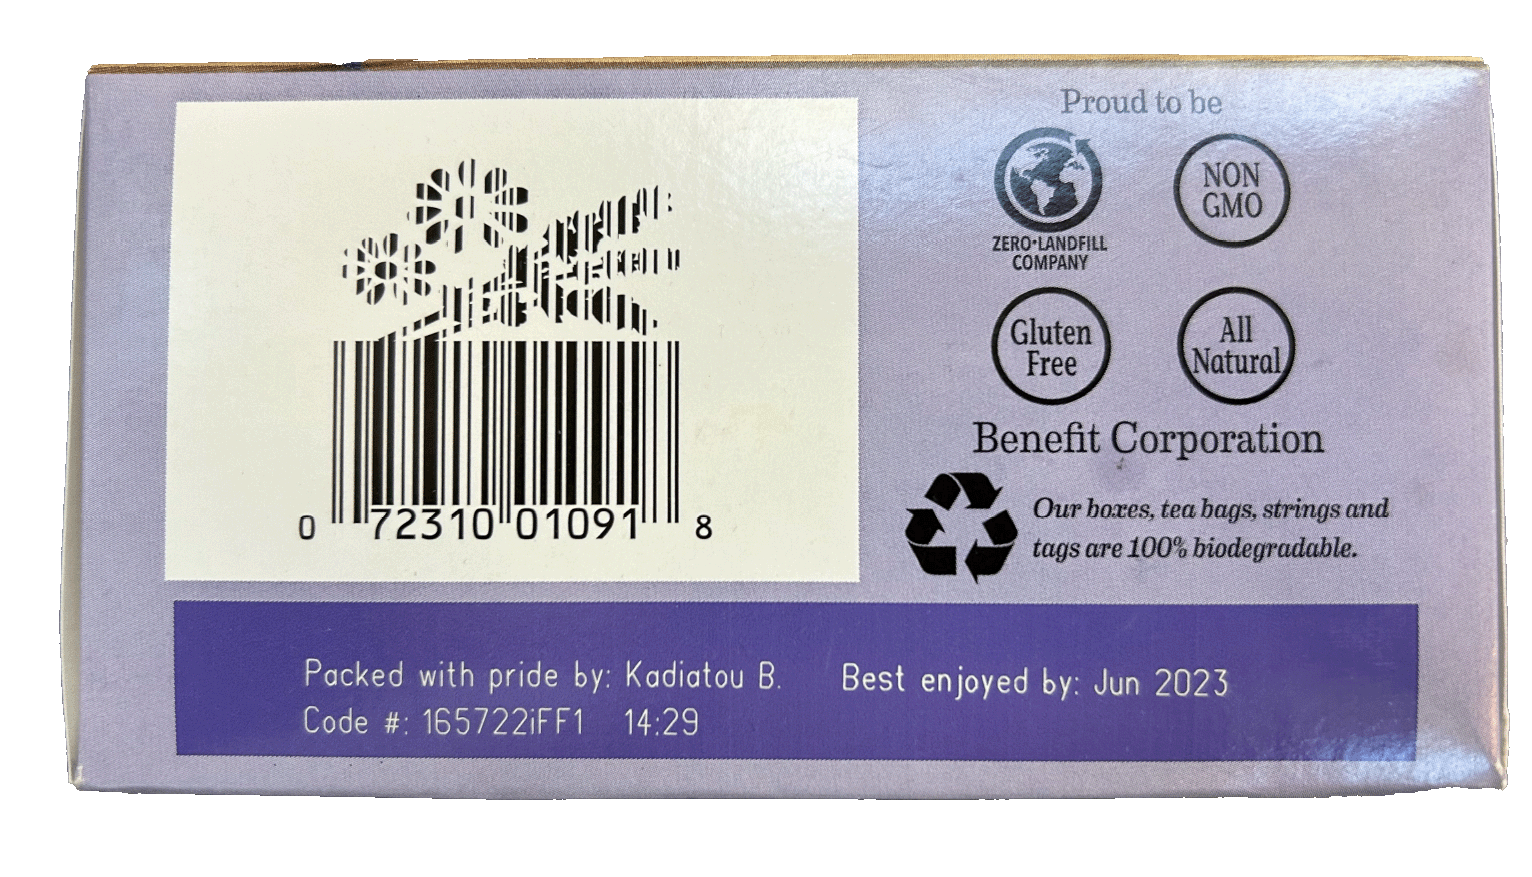 Proud to be
ZERO•LANDFILL
COMPANY
NON
GMO
Gluten
Free
All
Natural
Benefit Corporation
Our boxes, tea bags, strings and
tags are 100% biodegradable.
0 72310 01091 8
Packed with pride by: Kadiatou B. Best enjoyed by: Jun 2023
Code #: 165722iFF1 14:29